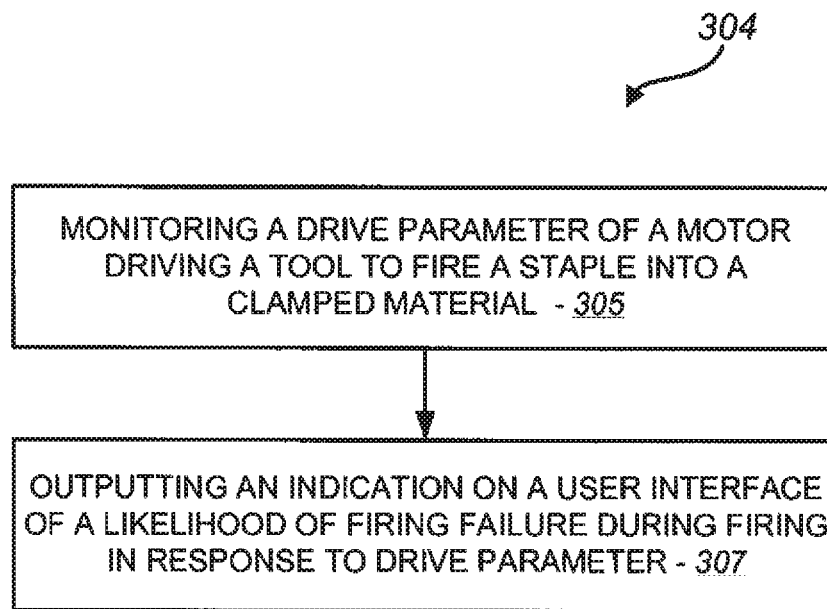 304
MONITORING A DRIVE PARAMETER OF A MOTOR
DRIVING A TOOL TO FIRE A STAPLE INTO A
CLAMPED MATERIAL - 305
OUTPUTTING AN INDICATION ON A USER INTERFACE
OF A LIKELIHOOD OF FIRING FAILURE DURING FIRING
IN RESPONSE TO DRIVE PARAMETER - 307